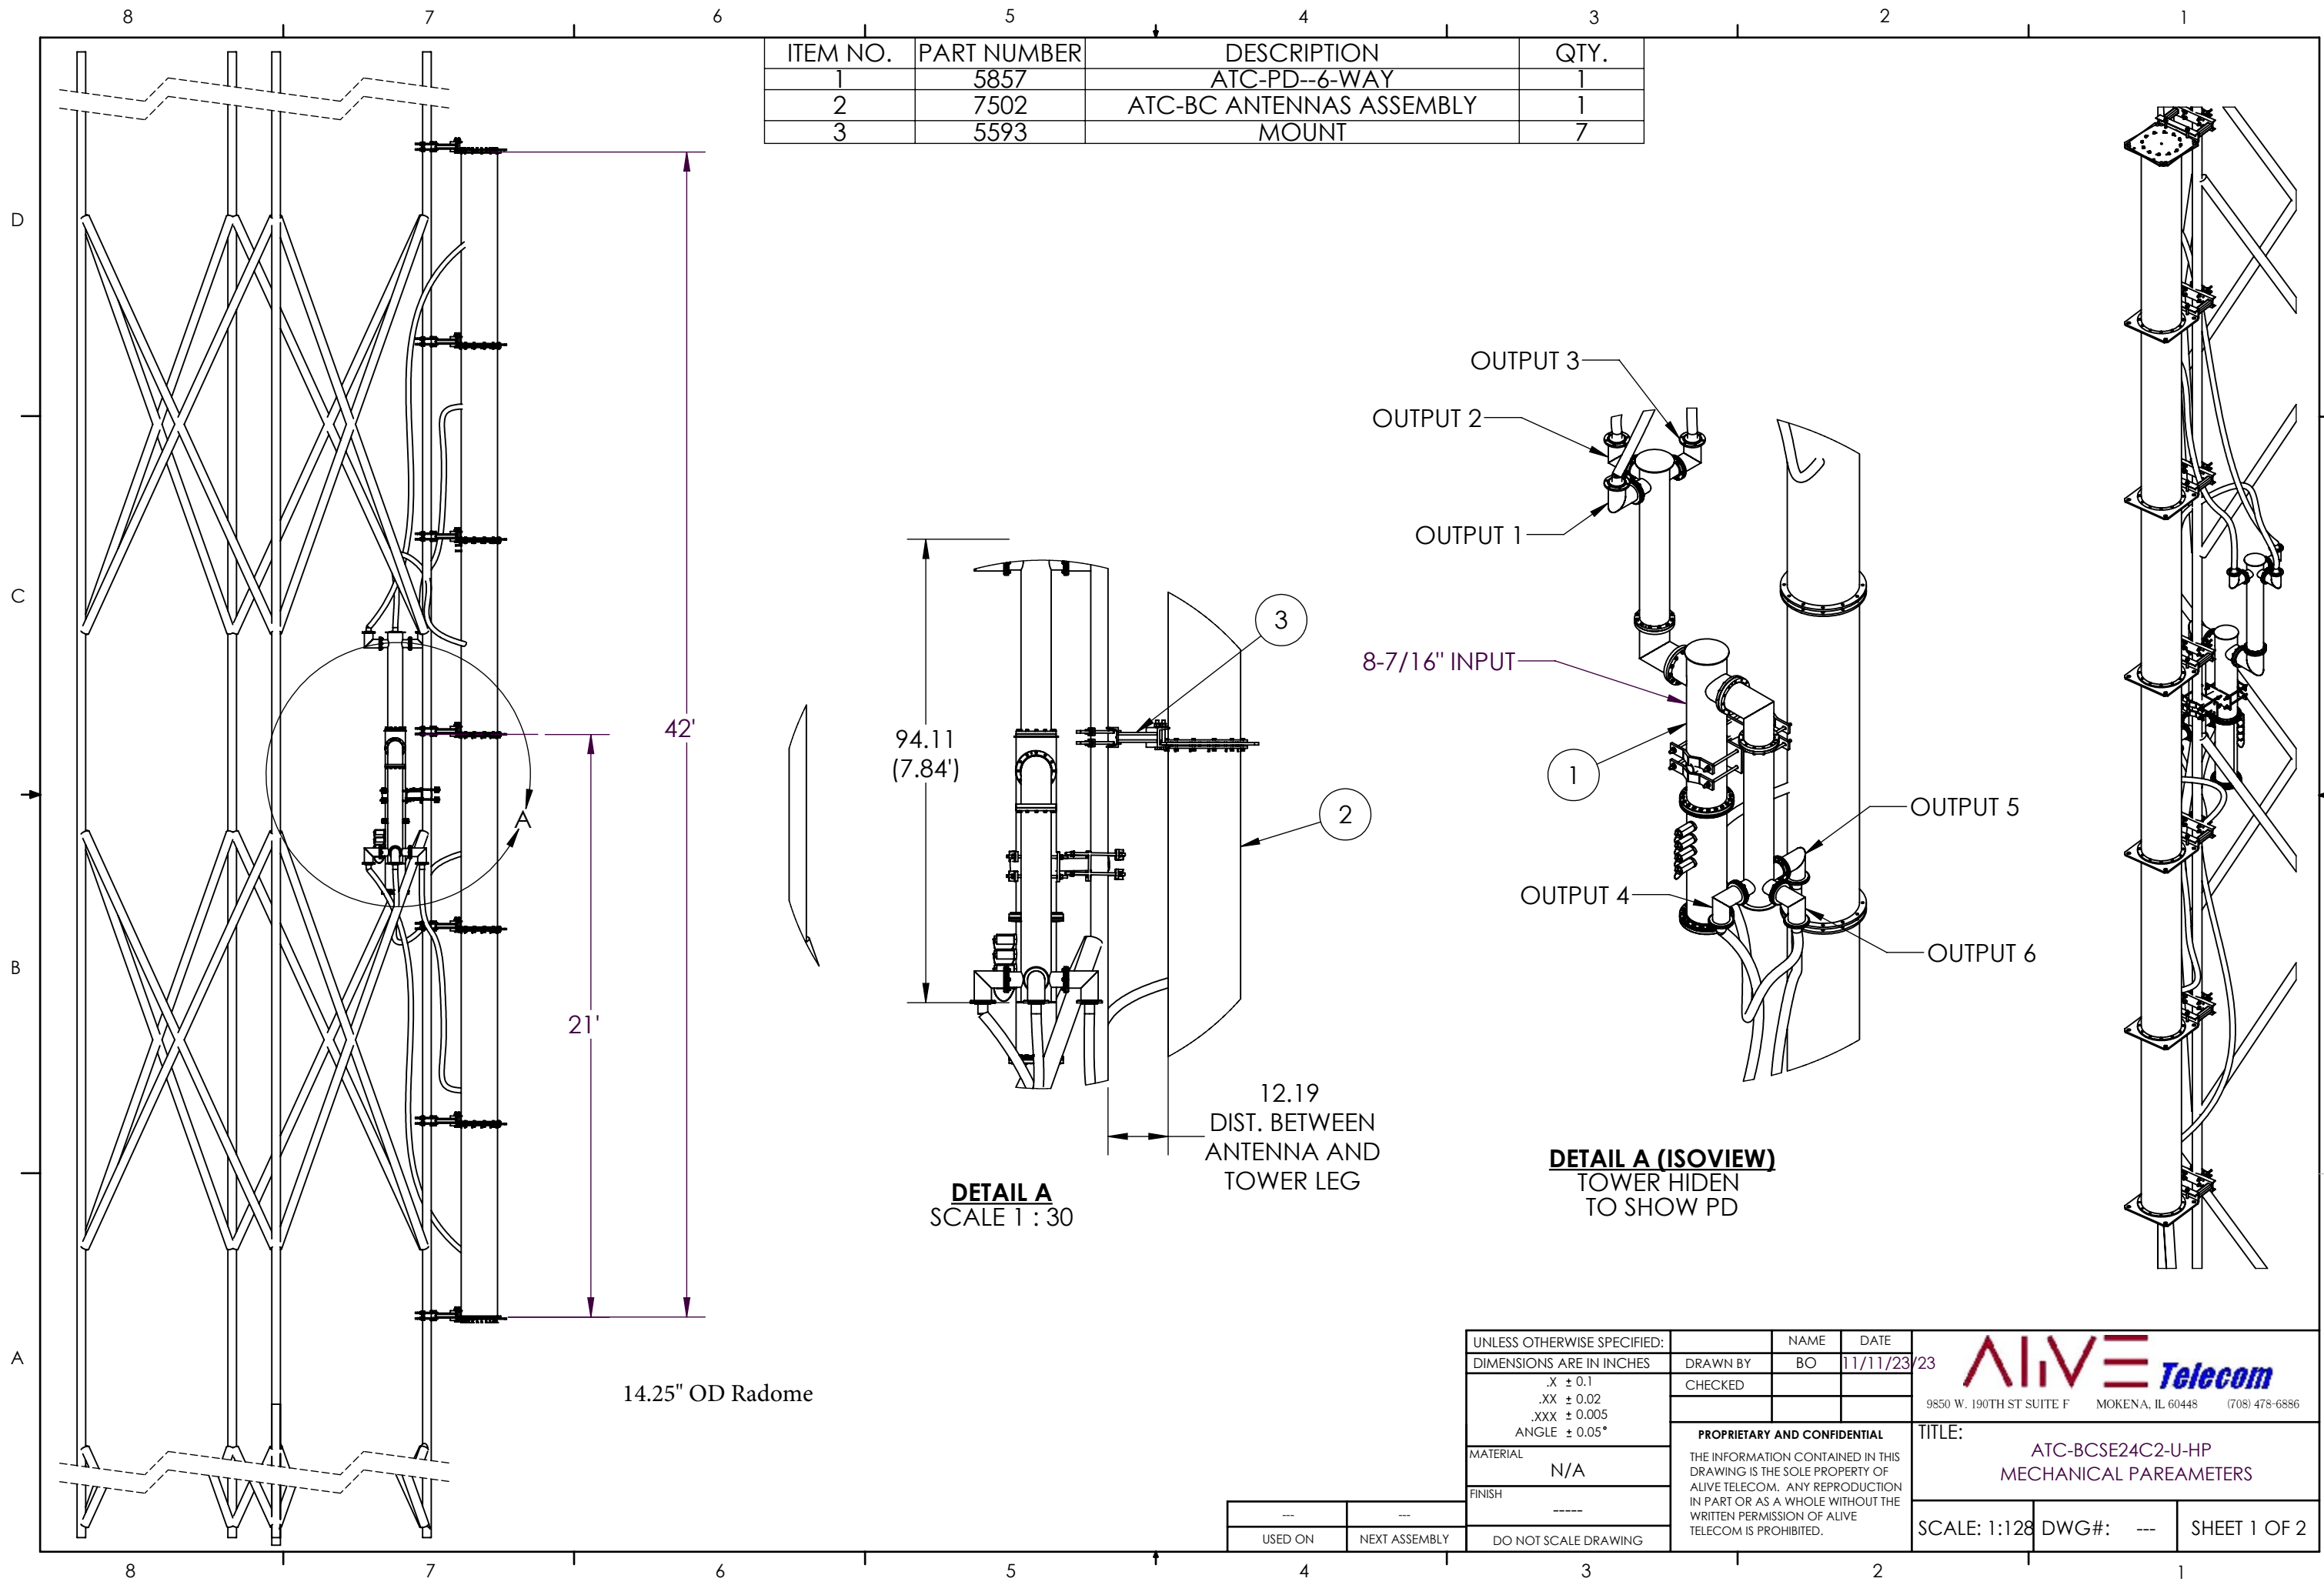 8 7 6 5 4 3 2 1
ITEM NO. PART NUMBER DESCRIPTION QTY.
1 5857 ATC-PD--6-WAY 1
2 7502 ATC-BC ANTENNAS ASSEMBLY 1
3 5593 MOUNT 7
D
C
B
A
42'
21'
A
14.25" OD Radome
94.11
(7.84')
3
2
12.19
DIST. BETWEEN
ANTENNA AND
TOWER LEG
DETAIL A
SCALE 1 : 30
OUTPUT 3
OUTPUT 2
OUTPUT 1
8-7/16" INPUT
1
OUTPUT 5
OUTPUT 4
OUTPUT 6
DETAIL A (ISOVIEW)
TOWER HIDEN
TO SHOW PD
UNLESS OTHERWISE SPECIFIED:
DIMENSIONS ARE IN INCHES
.X ± 0.1
.XX ± 0.02
.XXX ± 0.005
ANGLE ± 0.05°
MATERIAL
N/A
FINISH
-----
DO NOT SCALE DRAWING
--- ---
USED ON NEXT ASSEMBLY
NAME DATE
DRAWN BY BO 11/11/23/23
CHECKED
PROPRIETARY AND CONFIDENTIAL
THE INFORMATION CONTAINED IN THIS
DRAWING IS THE SOLE PROPERTY OF
ALIVE TELECOM. ANY REPRODUCTION
IN PART OR AS A WHOLE WITHOUT THE
WRITTEN PERMISSION OF ALIVE
TELECOM IS PROHIBITED.
ALIVE Telecom
9850 W. 190TH ST SUITE F MOKENA, IL 60448 (708) 478-6886
TITLE:
ATC-BCSE24C2-U-HP
MECHANICAL PAREAMETERS
SCALE: 1:128 DWG#: --- SHEET 1 OF 2
8 7 6 5 4 3 2 1